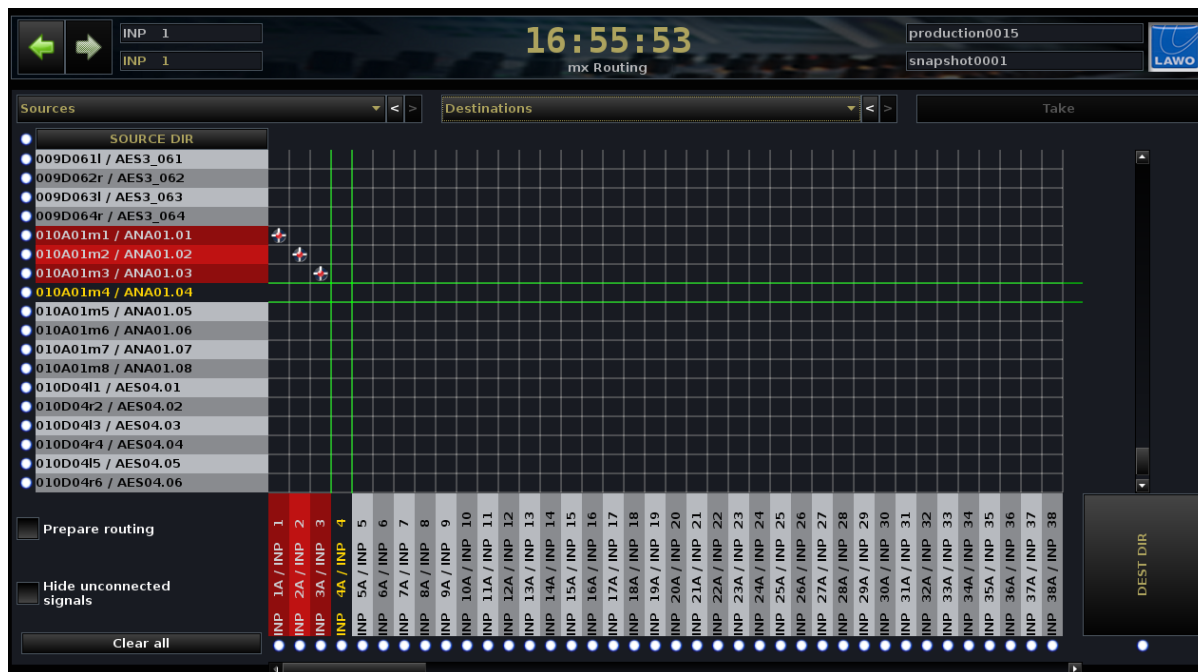 INP 1
INP 1
16:55:53
mx Routing
production0015
snapshot0001
LAWO
Sources
<
>
Destinations
<
>
Take
SOURCE DIR
009D061l / AES3_061
009D062r / AES3_062
009D063l / AES3_063
009D064r / AES3_064
010A01m1 / ANA01.01
010A01m2 / ANA01.02
010A01m3 / ANA01.03
010A01m4 / ANA01.04
010A01m5 / ANA01.05
010A01m6 / ANA01.06
010A01m7 / ANA01.07
010A01m8 / ANA01.08
010D04l1 / AES04.01
010D04r2 / AES04.02
010D04l3 / AES04.03
010D04r4 / AES04.04
010D04l5 / AES04.05
010D04r6 / AES04.06
Prepare routing
Hide unconnected
signals
Clear all
INP 1A / INP 1
INP 2A / INP 2
INP 3A / INP 3
INP 4A / INP 4
INP 5A / INP 5
INP 6A / INP 6
INP 7A / INP 7
INP 8A / INP 8
INP 9A / INP 9
INP 10A / INP 10
INP 11A / INP 11
INP 12A / INP 12
INP 13A / INP 13
INP 14A / INP 14
INP 15A / INP 15
INP 16A / INP 16
INP 17A / INP 17
INP 18A / INP 18
INP 19A / INP 19
INP 20A / INP 20
INP 21A / INP 21
INP 22A / INP 22
INP 23A / INP 23
INP 24A / INP 24
INP 25A / INP 25
INP 26A / INP 26
INP 27A / INP 27
INP 28A / INP 28
INP 29A / INP 29
INP 30A / INP 30
INP 31A / INP 31
INP 32A / INP 32
INP 33A / INP 33
INP 34A / INP 34
INP 35A / INP 35
INP 36A / INP 36
INP 37A / INP 37
INP 38A / INP 38
DEST DIR